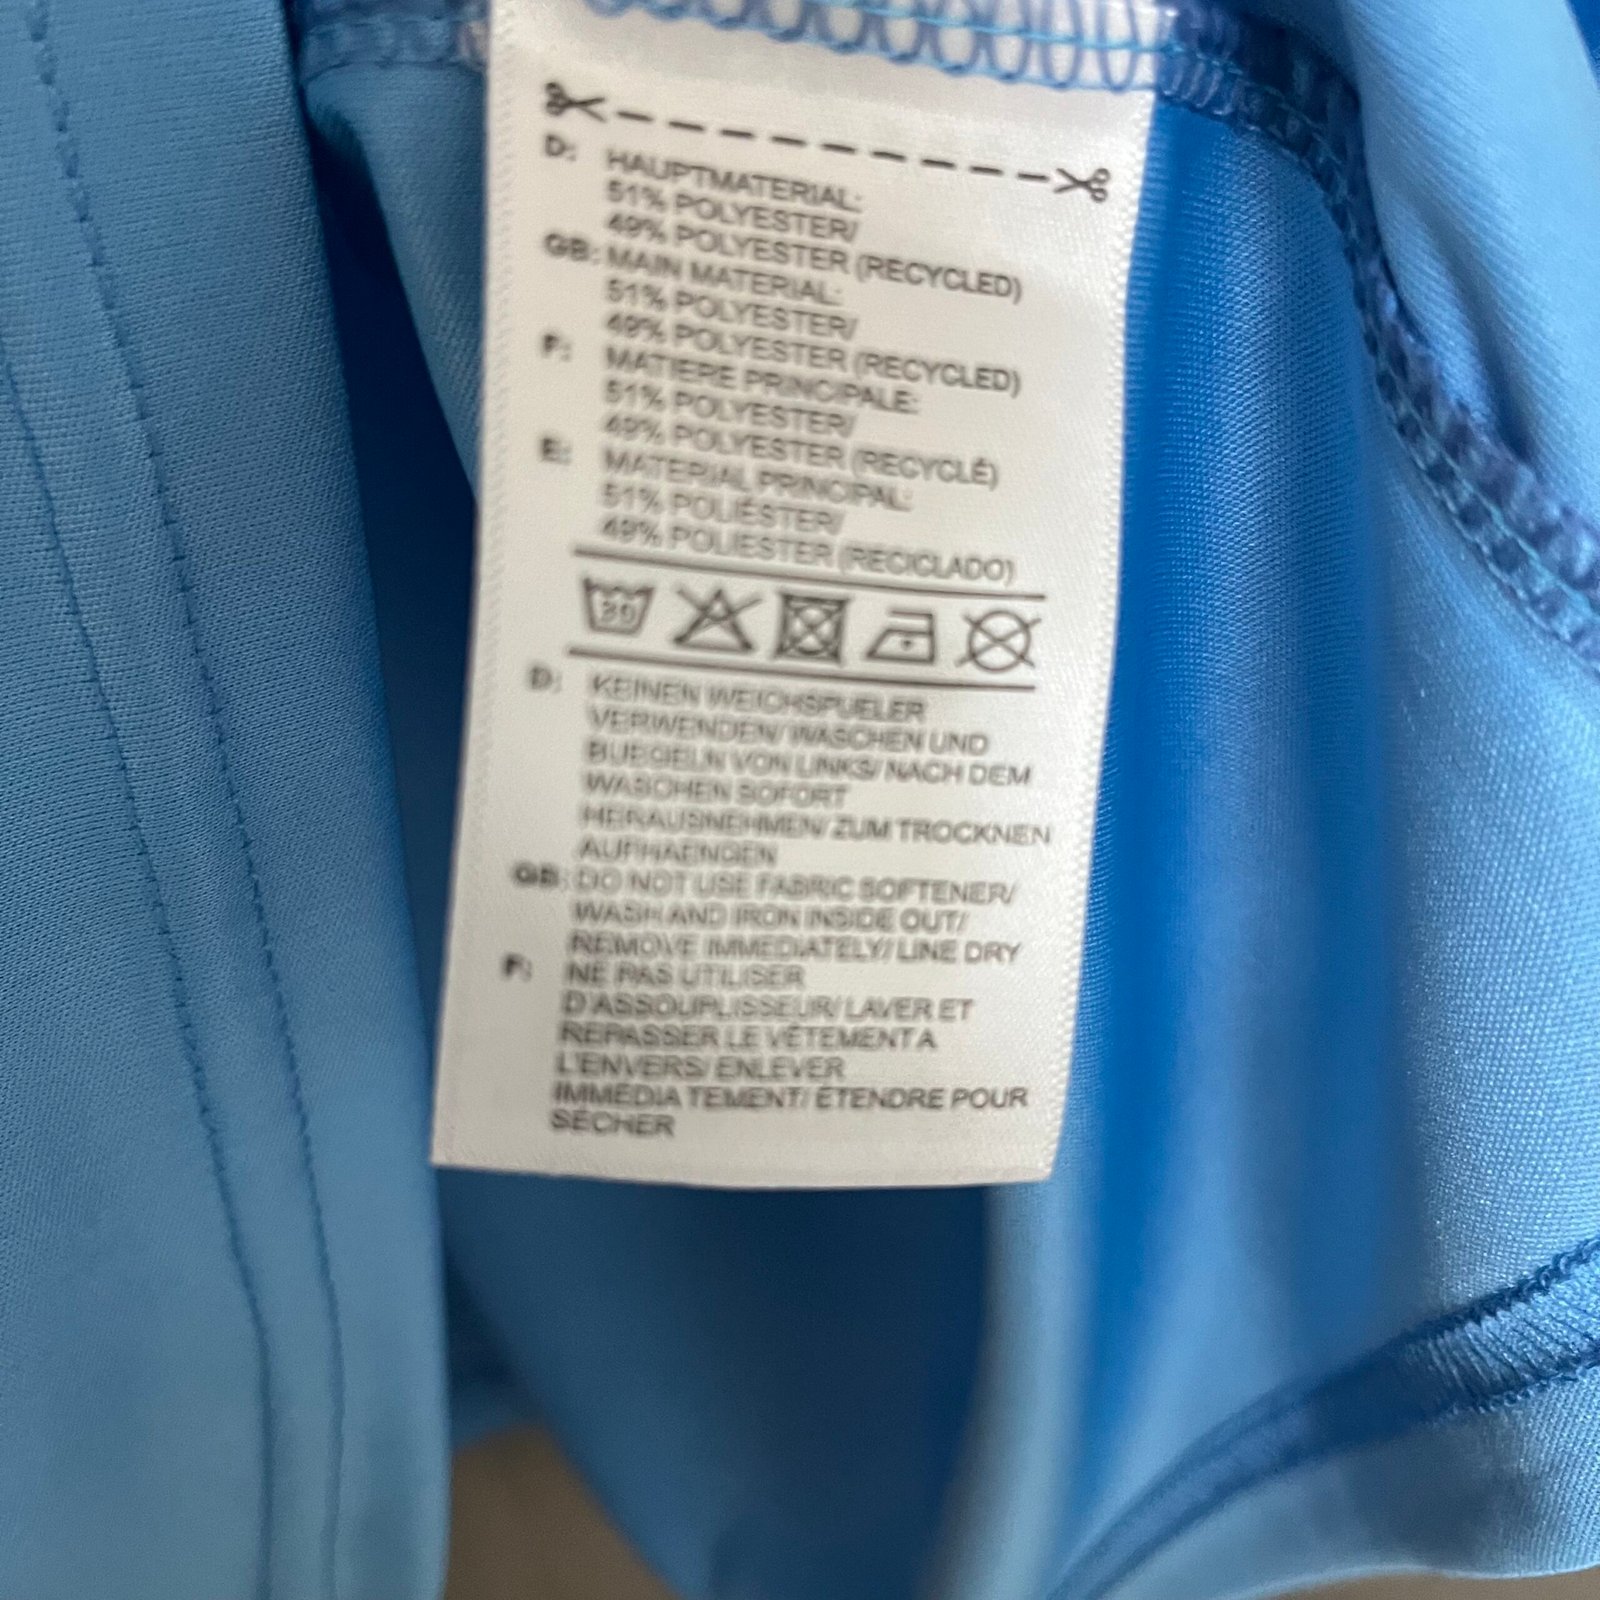 D: HAUPTMATERIAL:
51% POLYESTER/
49% POLYESTER (RECYCLED)
GB: MAIN MATERIAL:
51% POLYESTER/
49% POLYESTER (RECYCLED)
F: MATIERE PRINCIPALE:
51% POLYESTER/
49% POLYESTER (RECYCLÉ)
E: MATERIAL PRINCIPAL:
51% POLIÉSTER/
49% POLIESTER (RECICLADO)
30
D: KEINEN WEICHSPUELER
VERWENDEN/ WASCHEN UND
BUEGELN VON LINKS/ NACH DEM
WASCHEN SOFORT
HERAUSNEHMEN/ ZUM TROCKNEN
AUFHAENGEN
GB: DO NOT USE FABRIC SOFTENER/
WASH AND IRON INSIDE OUT/
REMOVE IMMEDIATELY/ LINE DRY
F: NE PAS UTILISER
D'ASSOUPLISSEUR/ LAVER ET
REPASSER LE VÊTEMENT A
L'ENVERS/ ENLEVER
IMMÉDIA TEMENT/ ÉTENDRE POUR
SÉCHER